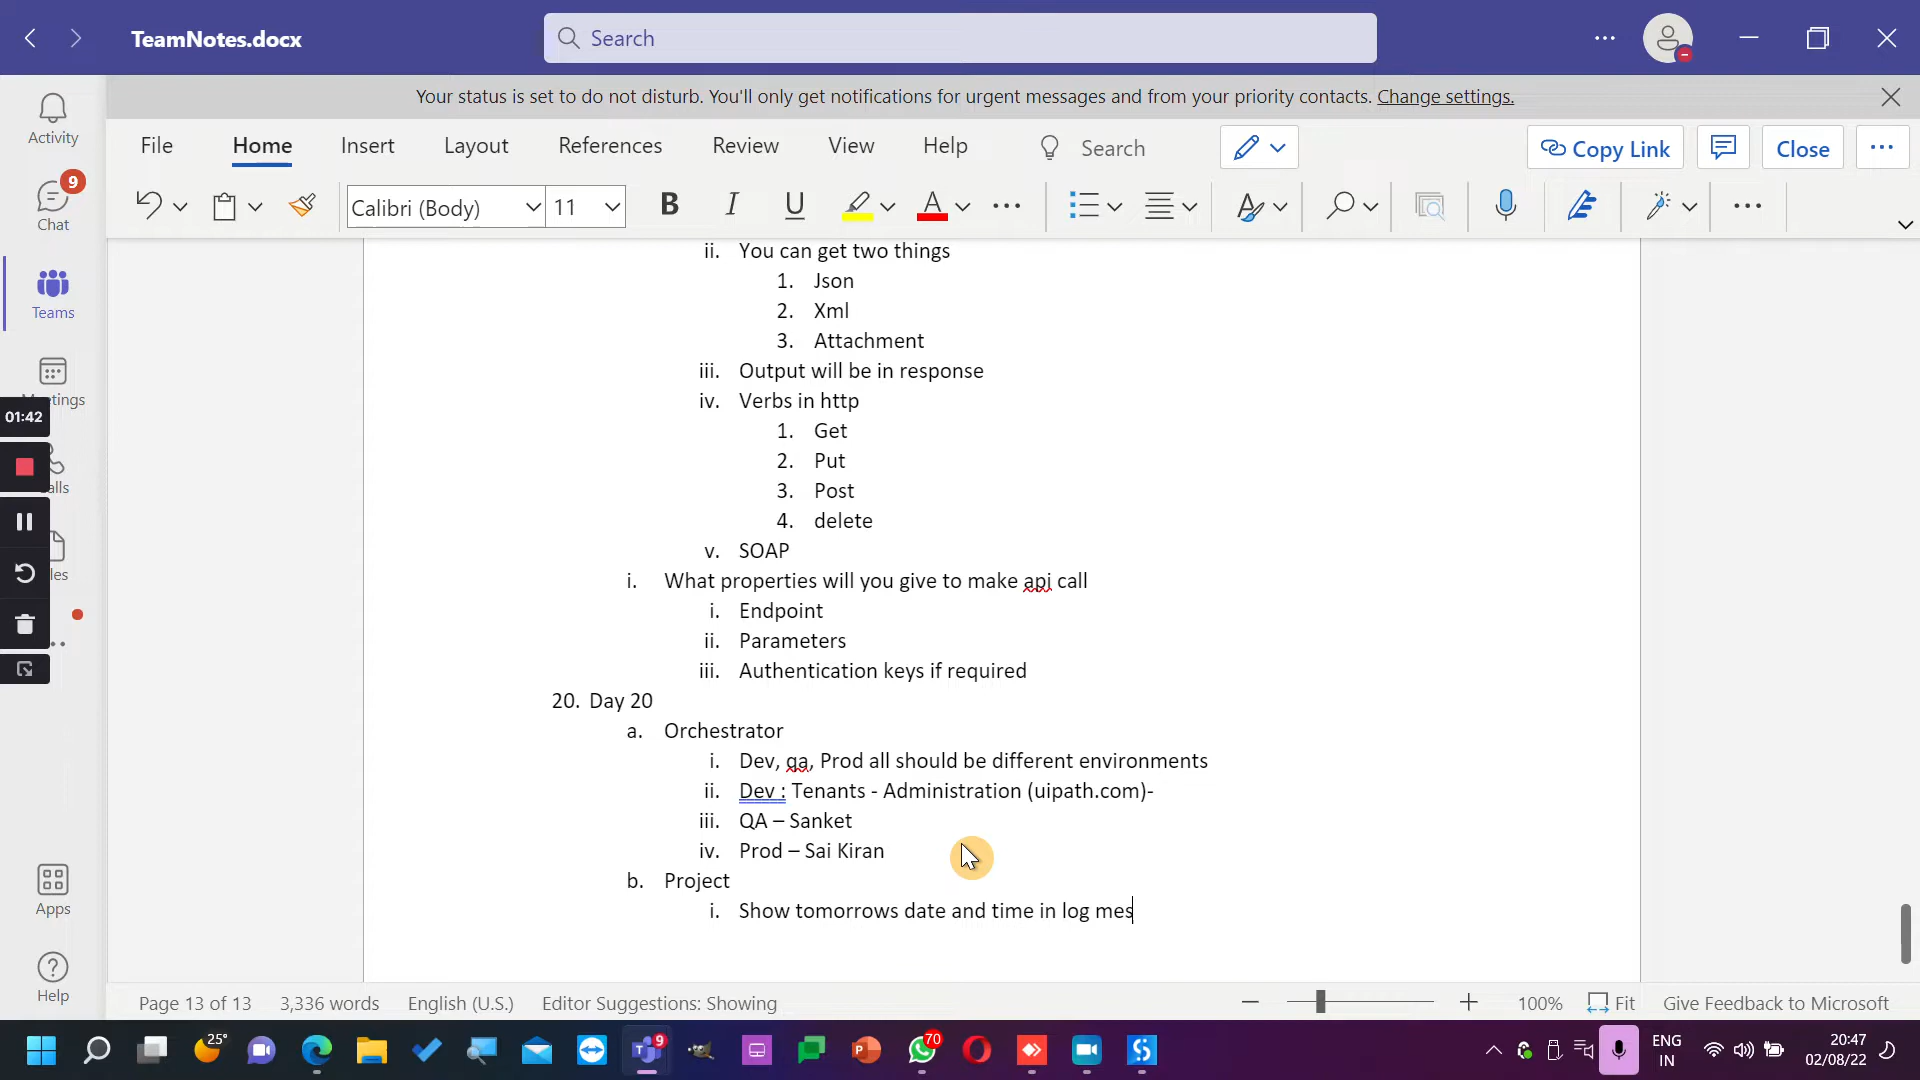 TeamNotes.docx
Search
Your status is set to do not disturb. You'll only get notifications for urgent messages and from your priority contacts. Change settings.
Activity
File Home Insert Layout References Review View Help Search Copy Link Close
9
Chat
Calibri (Body) 11 B I U A
Teams
ii. You can get two things
1. Json
2. Xml
3. Attachment
iii. Output will be in response
etings
iv. Verbs in http
01:42
1. Get
2. Put
3. Post
alls
4. delete
v. SOAP
les
i. What properties will you give to make api call
i. Endpoint
ii. Parameters
iii. Authentication keys if required
20. Day 20
a. Orchestrator
i. Dev, qa, Prod all should be different environments
ii. Dev : Tenants - Administration (uipath.com)-
iii. QA – Sanket
iv. Prod – Sai Kiran
b. Project
Apps
i. Show tomorrows date and time in log mes
Help
Page 13 of 13 3,336 words English (U.S.) Editor Suggestions: Showing 100% Fit Give Feedback to Microsoft
25° 9 70 ENG IN 20:47 02/08/22